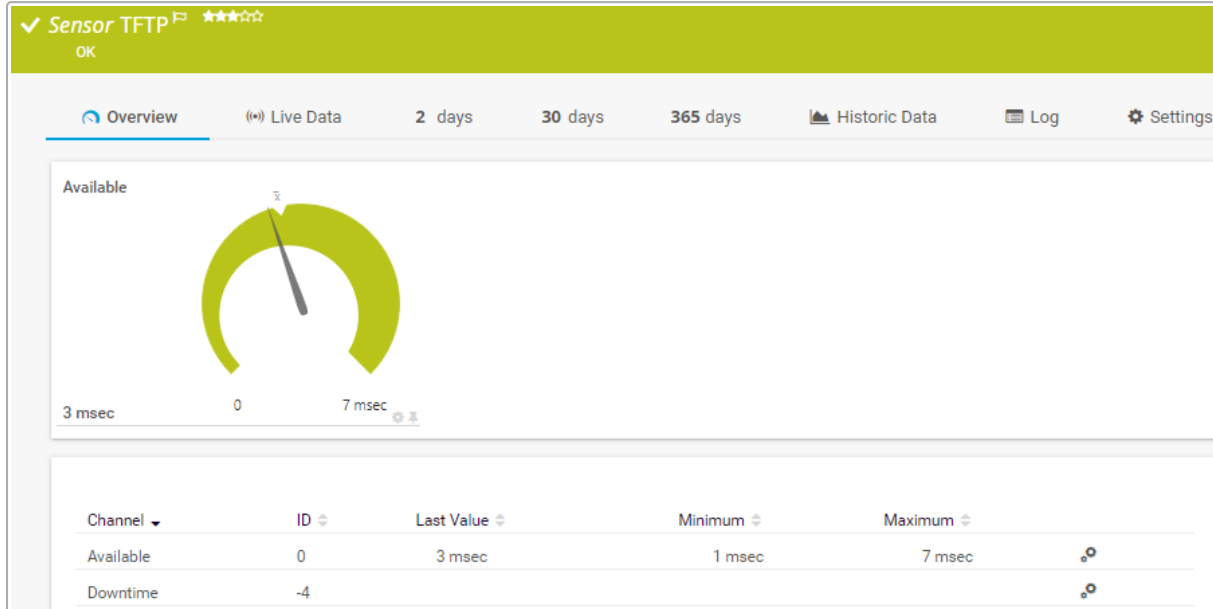 Sensor TFTP
OK
Overview Live Data 2 days 30 days 365 days Historic Data Log Settings
Available
x̄
0 7 msec
3 msec
Channel ID Last Value Minimum Maximum
Available 0 3 msec 1 msec 7 msec
Downtime -4